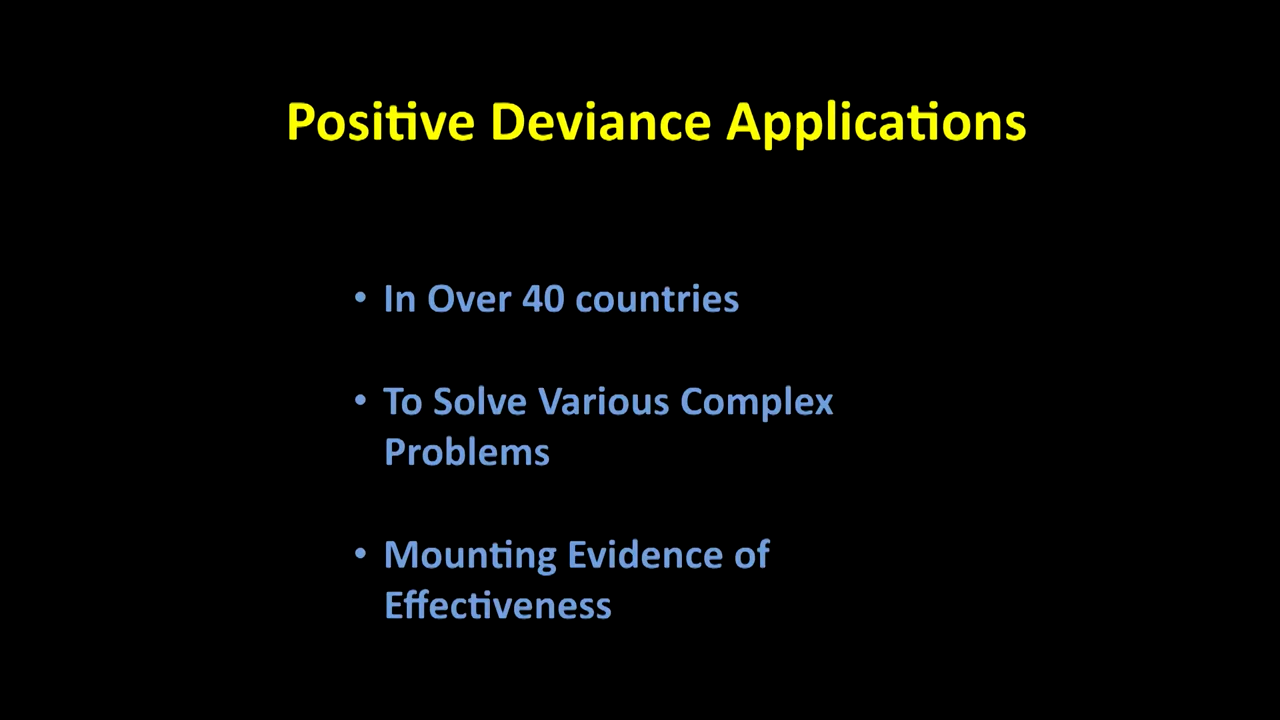 Positive Deviance Applications
• In Over 40 countries
• To Solve Various Complex
Problems
• Mounting Evidence of
Effectiveness